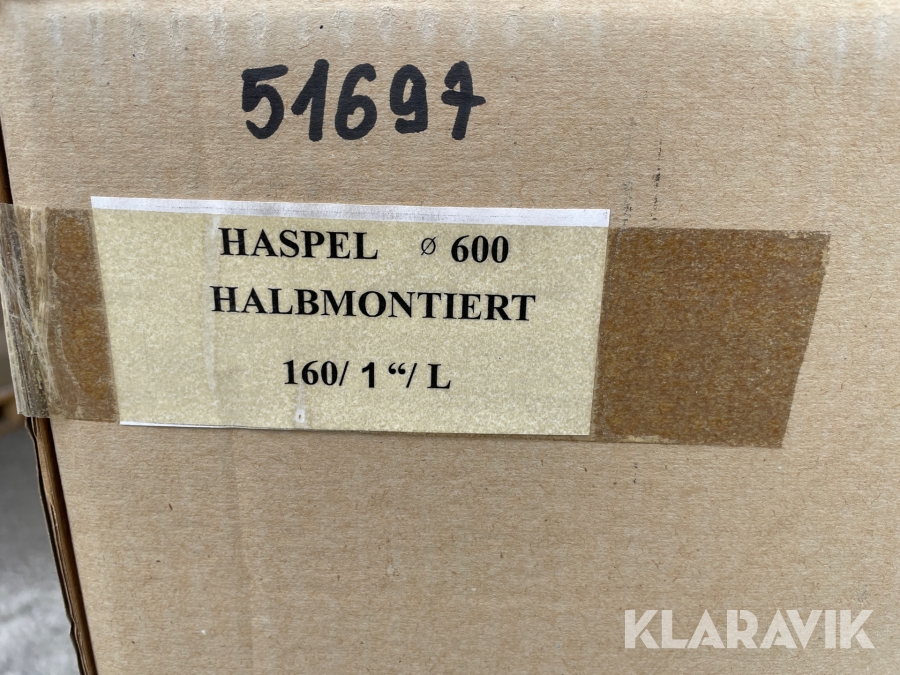 51697
HASPEL ⌀ 600
HALBMONTIERT
160/ 1 “/ L
KLARAVIK